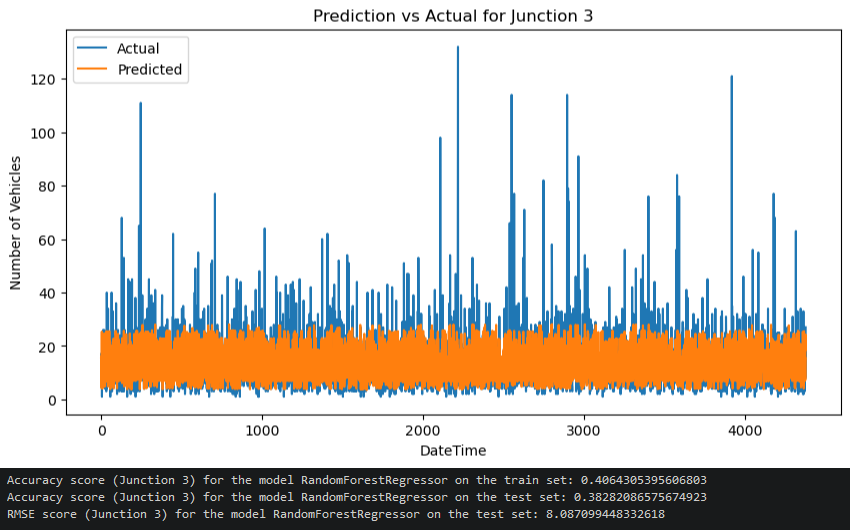 Prediction vs Actual for Junction 3
Actual
Predicted
120
100
80
60
40
20
0
Number of Vehicles
0 1000 2000 3000 4000
DateTime
Accuracy score (Junction 3) for the model RandomForestRegressor on the train set: 0.4064305395606803
Accuracy score (Junction 3) for the model RandomForestRegressor on the test set: 0.38282086575674923
RMSE score (Junction 3) for the model RandomForestRegressor on the test set: 8.087099448332618